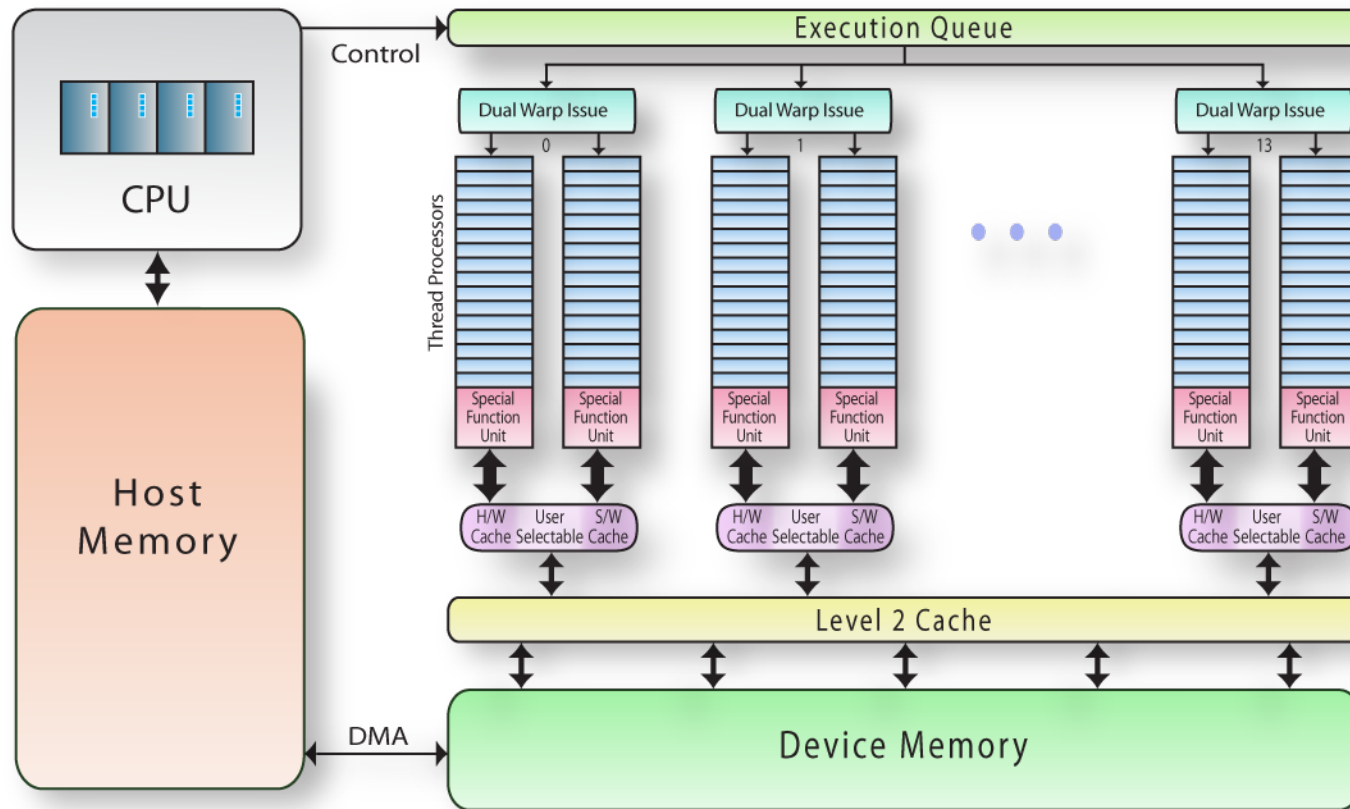 Execution Queue
Control
Dual Warp Issue
Dual Warp Issue
Dual Warp Issue
0
1
13
CPU
Thread Processors
Special
Function
Unit
Special
Function
Unit
Special
Function
Unit
Special
Function
Unit
Special
Function
Unit
Special
Function
Unit
Host
Memory
H/W User S/W
Cache Selectable Cache
H/W User S/W
Cache Selectable Cache
H/W User S/W
Cache Selectable Cache
Level 2 Cache
DMA
Device Memory